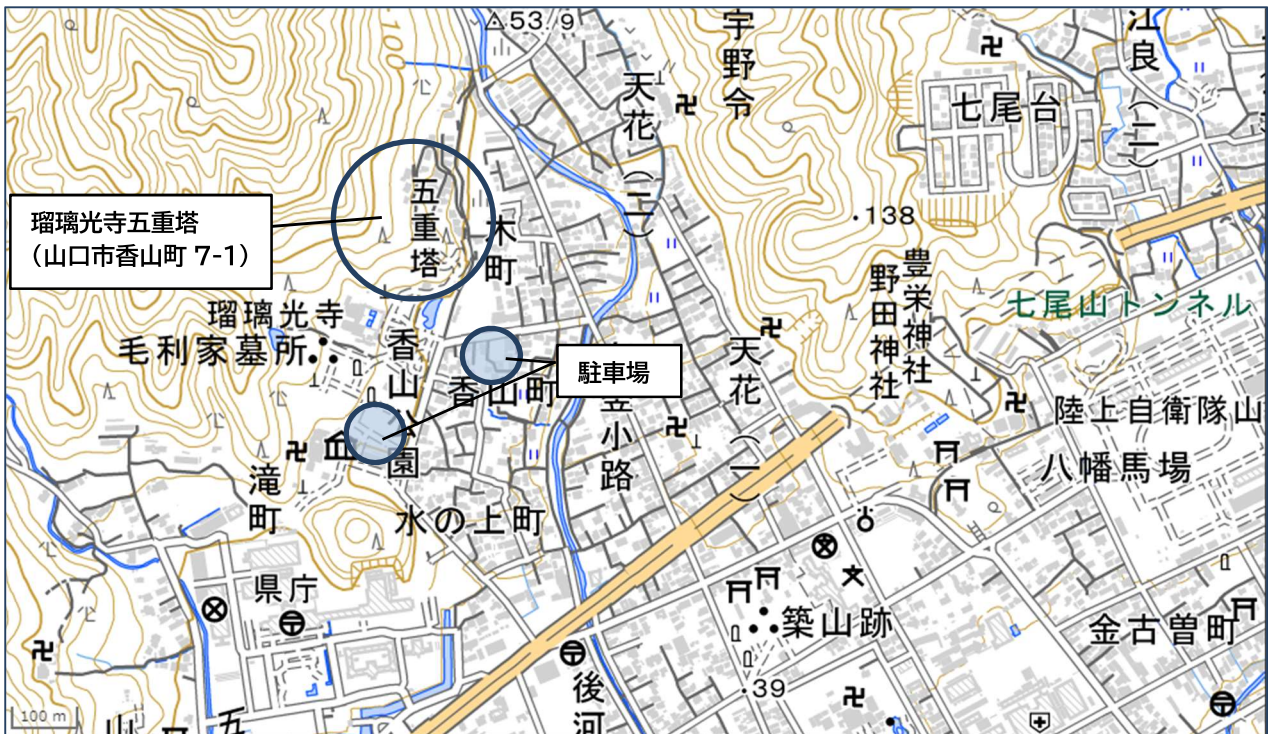 53.9
100
宇野令
江良(二)
天花(二)
七尾台
五重塔
瑠璃光寺五重塔
（山口市香山町 7-1）
木町
・138
豊栄神社
野田神社
七尾山トンネル
瑠璃光寺
毛利家墓所
香山公園
駐車場
香山町
天花(一)
小路
陸上自衛隊山
八幡馬場
滝町
水の上町
県庁
築山跡
金古曽町
後河
・39
100 m
山
五